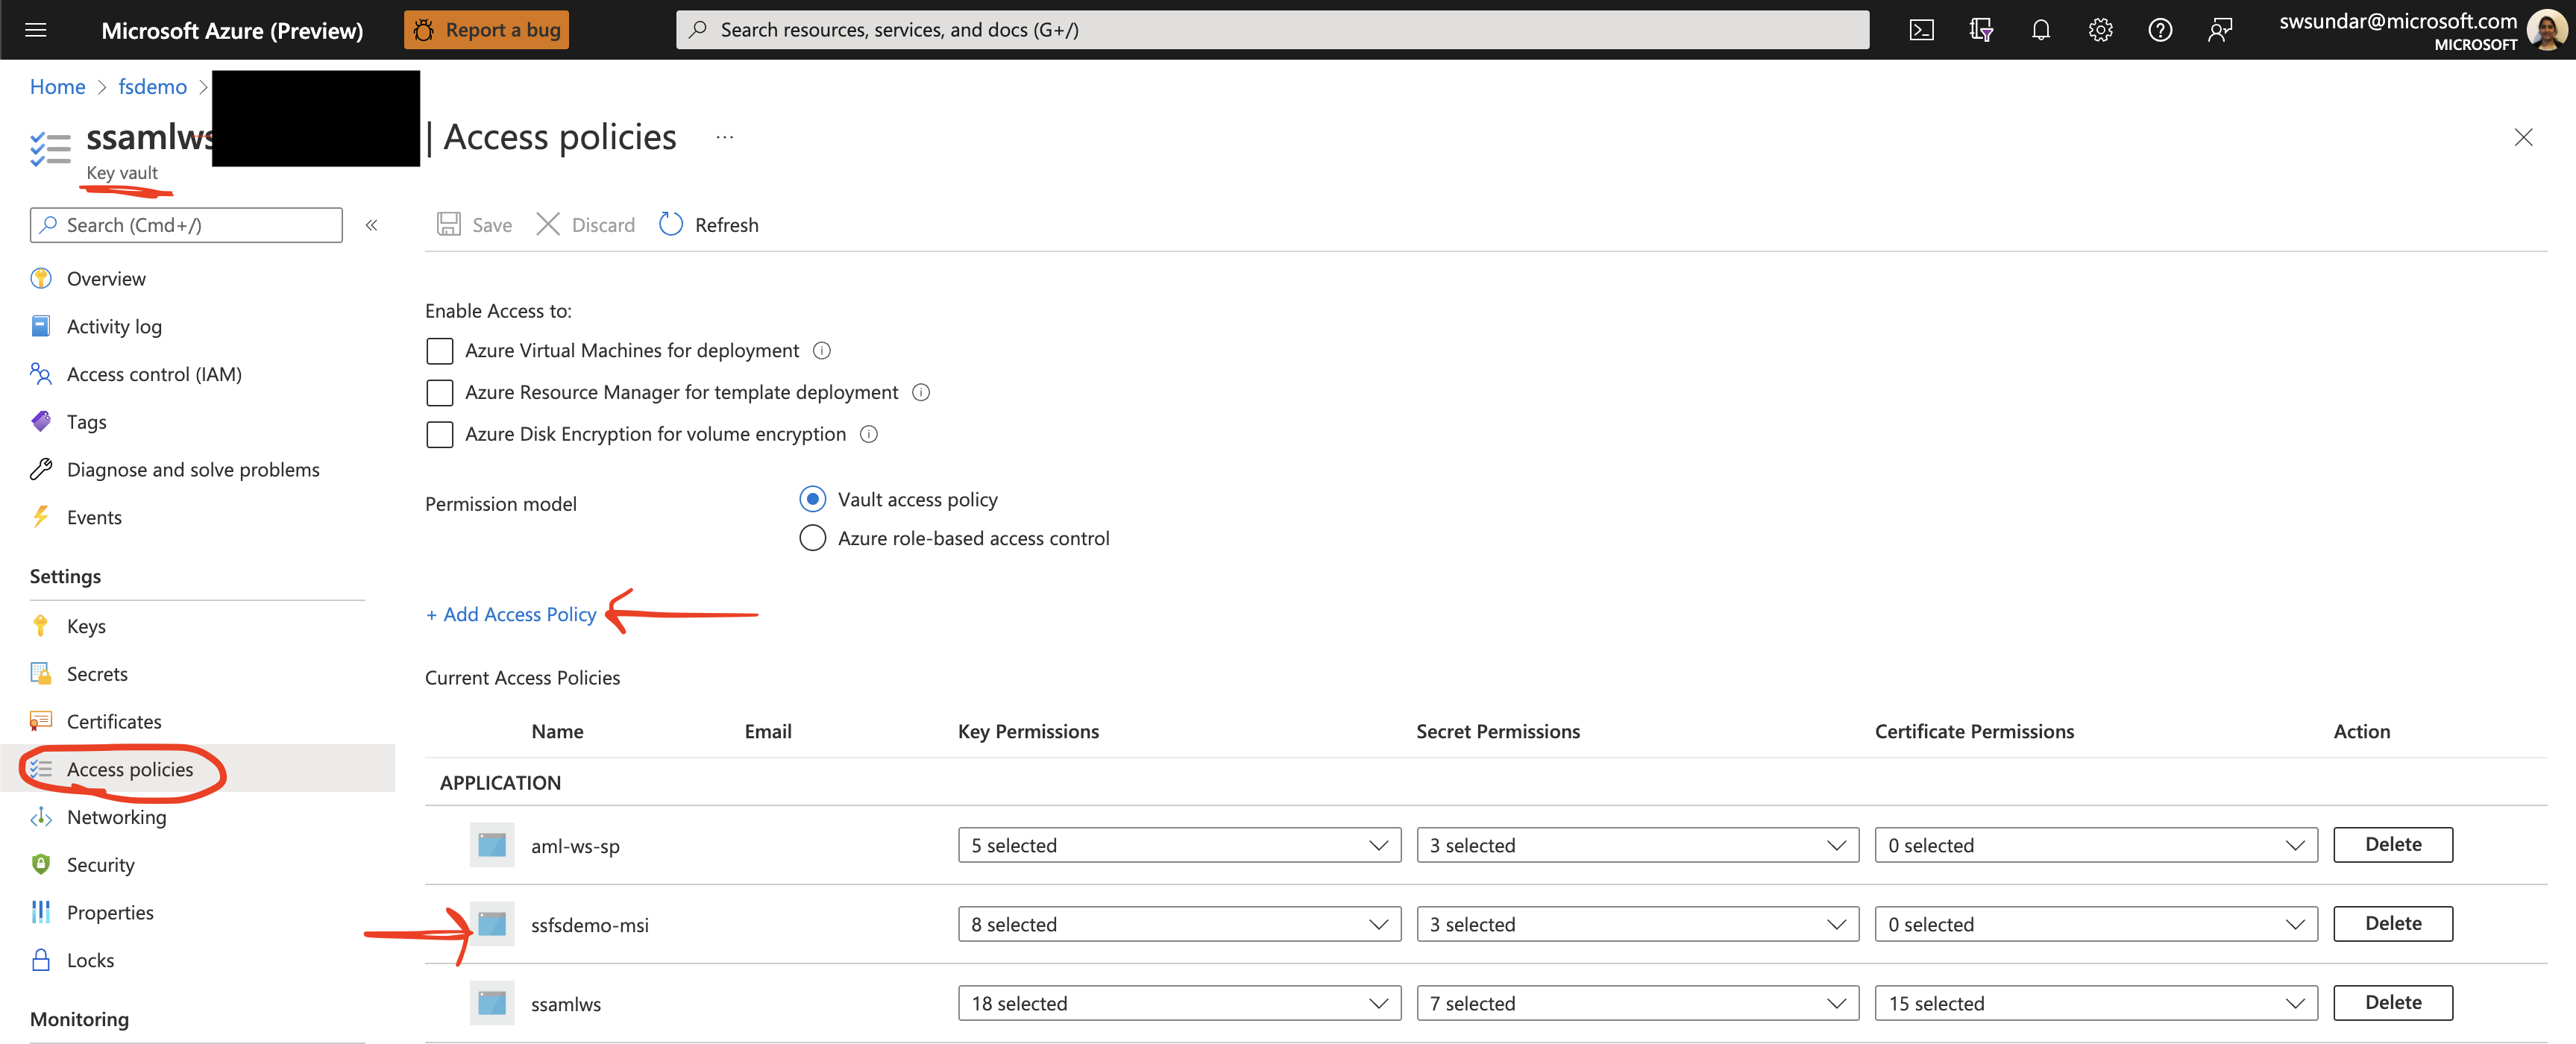 Microsoft Azure (Preview)
Report a bug
Search resources, services, and docs (G+/)
swsundar@microsoft.com
MICROSOFT
Home > fsdemo >
ssamlws | Access policies ...
Key vault
Search (Cmd+/)
«
Save
Discard
Refresh
Overview
Activity log
Access control (IAM)
Tags
Diagnose and solve problems
Events
Settings
Keys
Secrets
Certificates
Access policies
Networking
Security
Properties
Locks
Monitoring
Enable Access to:
Azure Virtual Machines for deployment
Azure Resource Manager for template deployment
Azure Disk Encryption for volume encryption
Permission model
Vault access policy
Azure role-based access control
+ Add Access Policy
Current Access Policies
Name Email Key Permissions Secret Permissions Certificate Permissions Action
APPLICATION
aml-ws-sp 5 selected 3 selected 0 selected Delete
ssfsdemo-msi 8 selected 3 selected 0 selected Delete
ssamlws 18 selected 7 selected 15 selected Delete